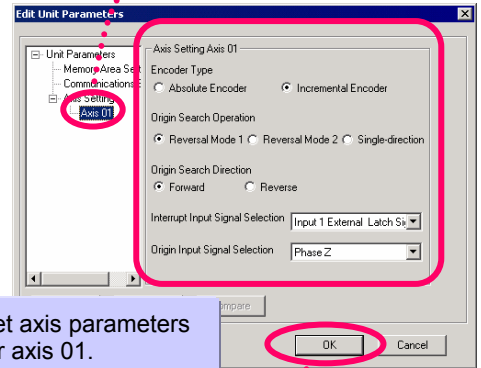 Edit Unit Parameters
Unit Parameters
Memory Area Sett
Communications
Axis Setting
Axis 01
Axis Setting Axis 01
Encoder Type
Absolute Encoder
Incremental Encoder
Origin Search Operation
Reversal Mode 1
Reversal Mode 2
Single-direction
Origin Search Direction
Forward
Reverse
Interrupt Input Signal Selection
Input 1 External Latch Si
Origin Input Signal Selection
Phase Z
ompare
et axis parameters
r axis 01.
OK
Cancel